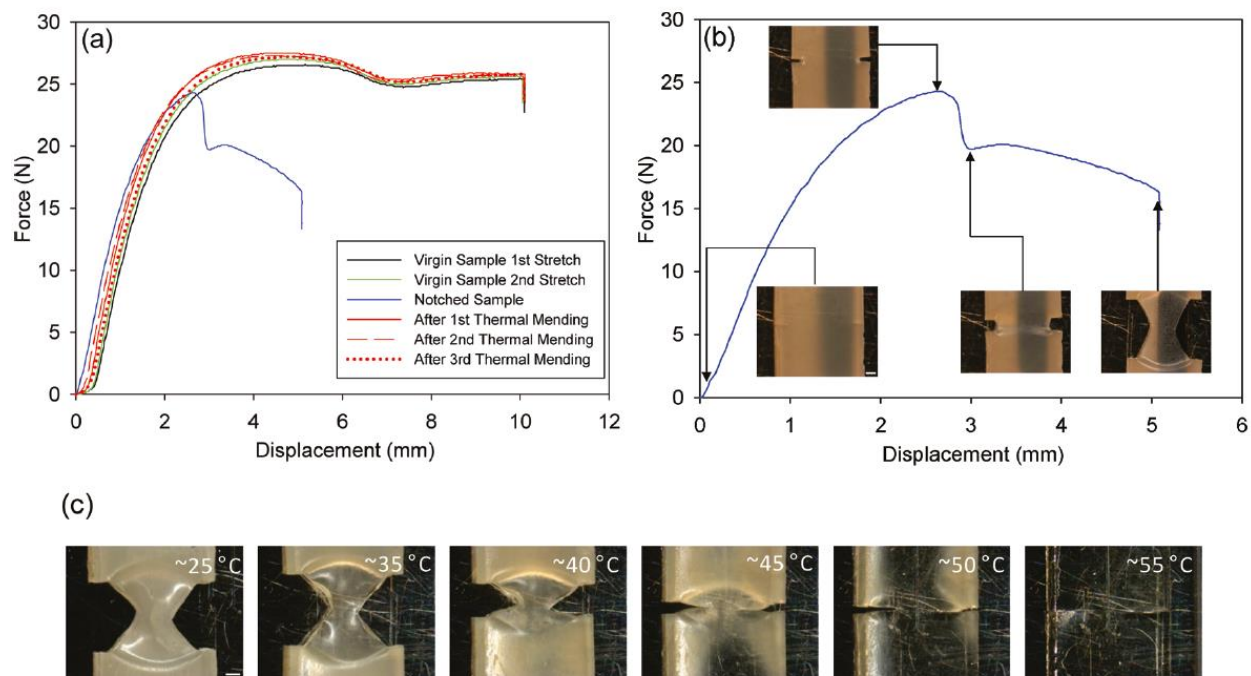 (a)
30
25
20
15
10
5
0
Force (N)
0 2 4 6 8 10 12
Displacement (mm)
Virgin Sample 1st Stretch
Virgin Sample 2nd Stretch
Notched Sample
After 1st Thermal Mending
After 2nd Thermal Mending
After 3rd Thermal Mending
(b)
30
25
20
15
10
5
0
Force (N)
0 1 2 3 4 5 6
Displacement (mm)
(c)
~25 °C ~35 °C ~40 °C ~45 °C ~50 °C ~55 °C